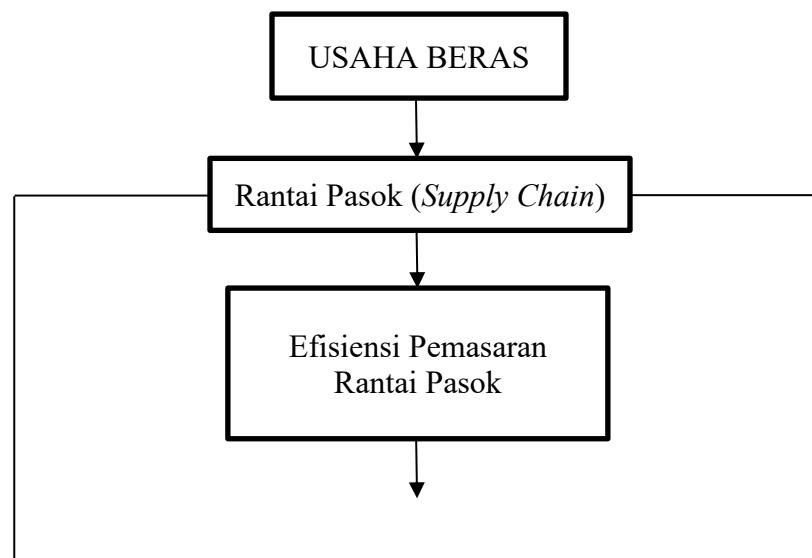 USAHA BERAS
Rantai Pasok (Supply Chain)
Efisiensi Pemasaran
Rantai Pasok